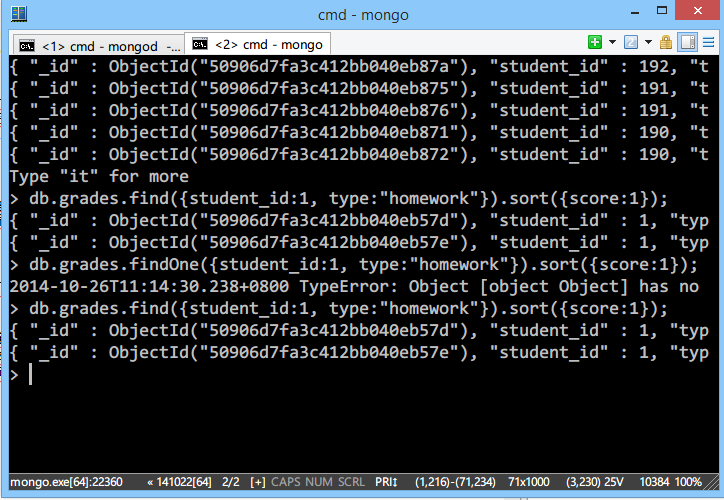 cmd - mongo
<1> cmd - mongod -...
<2> cmd - mongo
{ "_id" : ObjectId("50906d7fa3c412bb040eb87a"), "student_id" : 192, "t
{ "_id" : ObjectId("50906d7fa3c412bb040eb875"), "student_id" : 191, "t
{ "_id" : ObjectId("50906d7fa3c412bb040eb876"), "student_id" : 191, "t
{ "_id" : ObjectId("50906d7fa3c412bb040eb871"), "student_id" : 190, "t
{ "_id" : ObjectId("50906d7fa3c412bb040eb872"), "student_id" : 190, "t
Type "it" for more
> db.grades.find({student_id:1, type:"homework"}).sort({score:1});
{ "_id" : ObjectId("50906d7fa3c412bb040eb57d"), "student_id" : 1, "typ
{ "_id" : ObjectId("50906d7fa3c412bb040eb57e"), "student_id" : 1, "typ
> db.grades.findOne({student_id:1, type:"homework"}).sort({score:1});
2014-10-26T11:14:30.238+0800 TypeError: Object [object Object] has no
> db.grades.find({student_id:1, type:"homework"}).sort({score:1});
{ "_id" : ObjectId("50906d7fa3c412bb040eb57d"), "student_id" : 1, "typ
{ "_id" : ObjectId("50906d7fa3c412bb040eb57e"), "student_id" : 1, "typ
>
mongo.exe[64]:22360 « 141022[64] 2/2 [+] CAPS NUM SCRL PRI↕ (1,216)-(71,234) 71x1000 (3,230) 25V 10384 100%